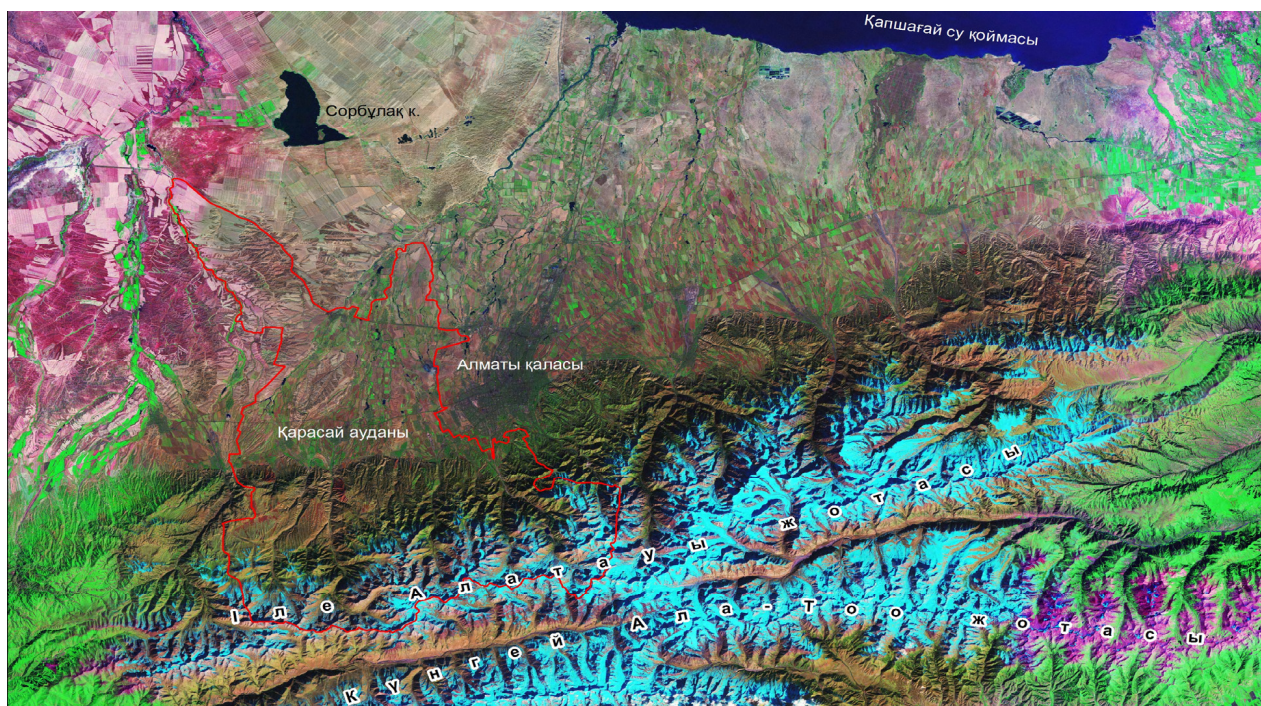 Қапшағай су қоймасы
Сорбұлақ к.
Алматы қаласы
Қарасай ауданы
Іле Алатауы жотасы
Күнгей Ала-Тоо жотасы